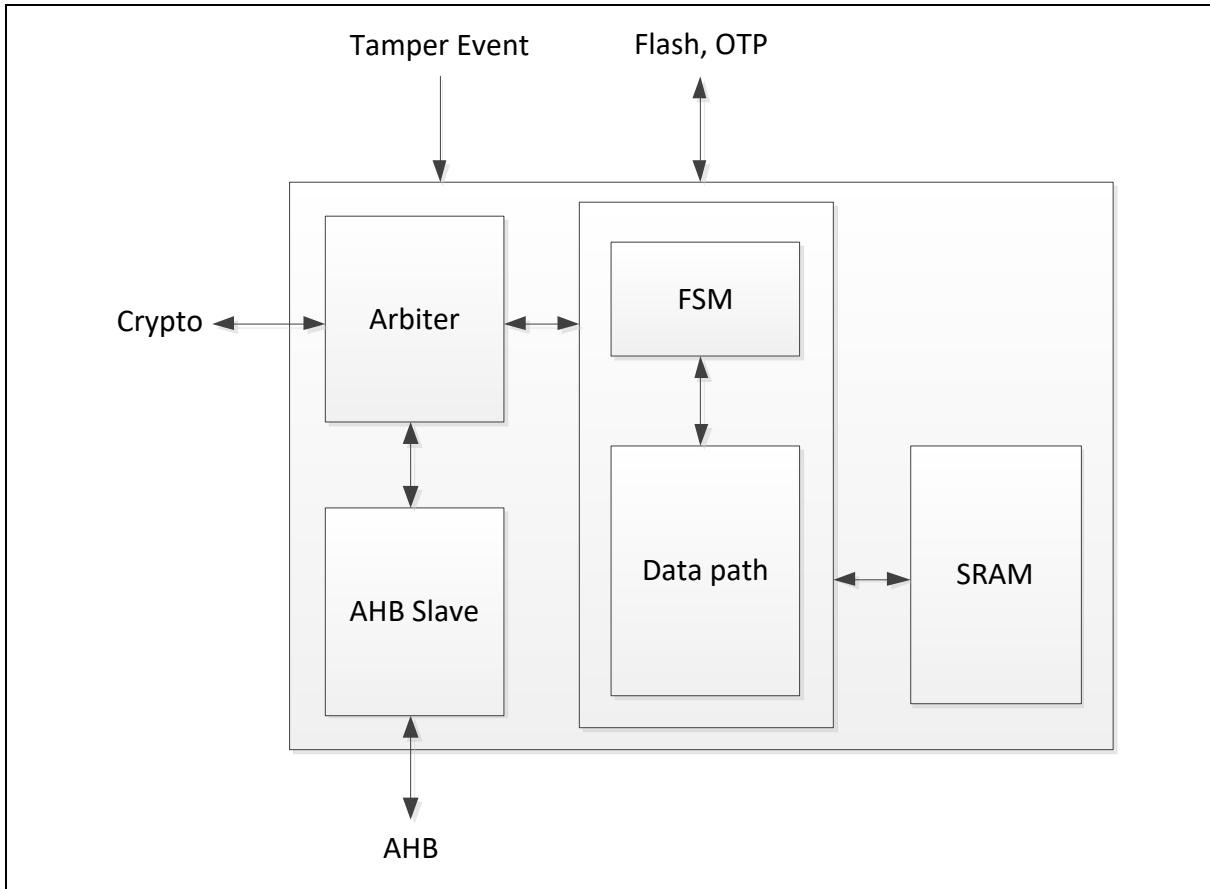 Tamper Event
Flash, OTP
Crypto
Arbiter
FSM
AHB Slave
Data path
SRAM
AHB